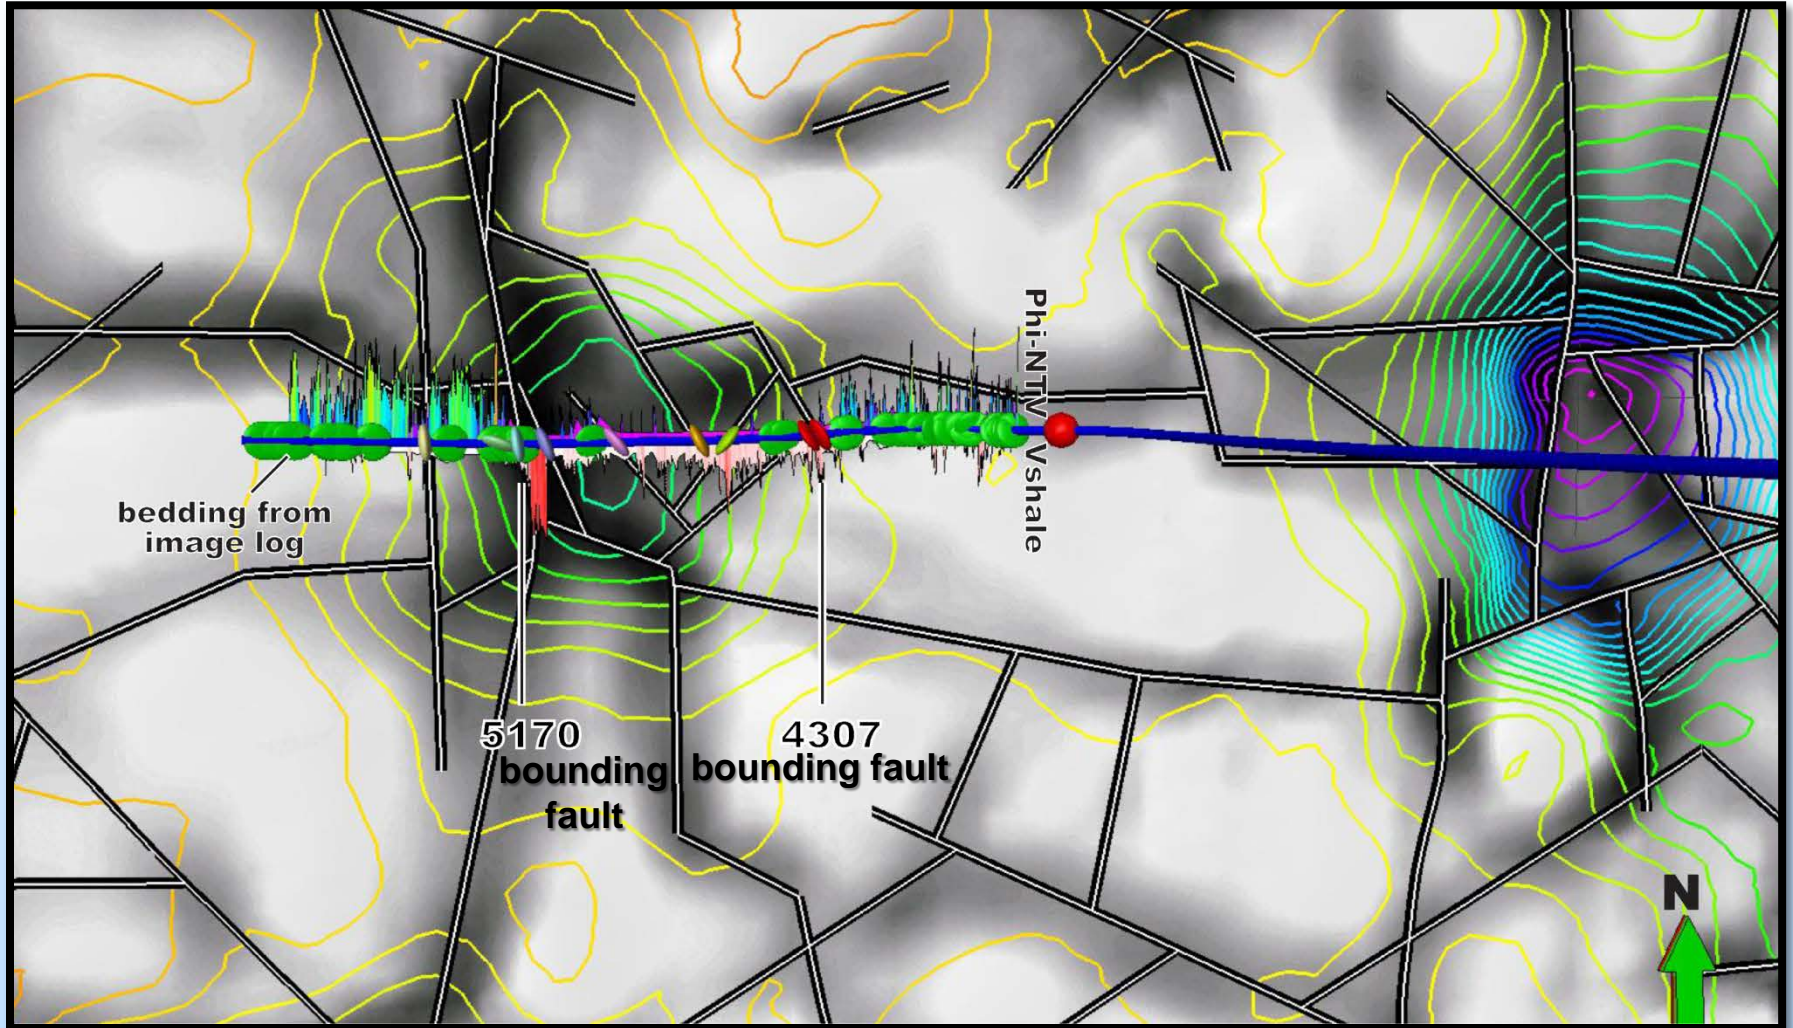 Phi-NTV Vshale
bedding from
image log
5170
bounding
fault
4307
bounding fault
N